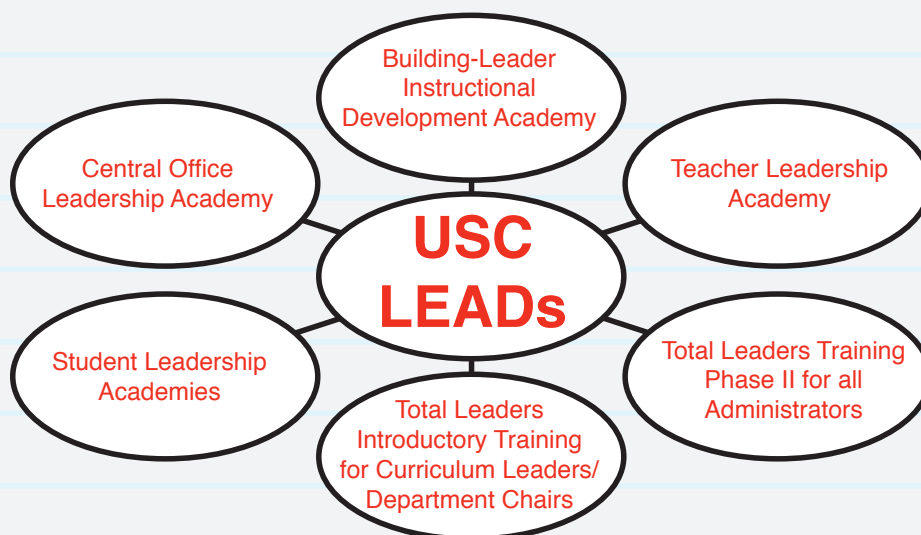 Building-Leader
Instructional
Development Academy
Central Office
Leadership Academy
Teacher Leadership
Academy
USC
LEADs
Student Leadership
Academies
Total Leaders Training
Phase II for all
Administrators
Total Leaders
Introductory Training
for Curriculum Leaders/
Department Chairs